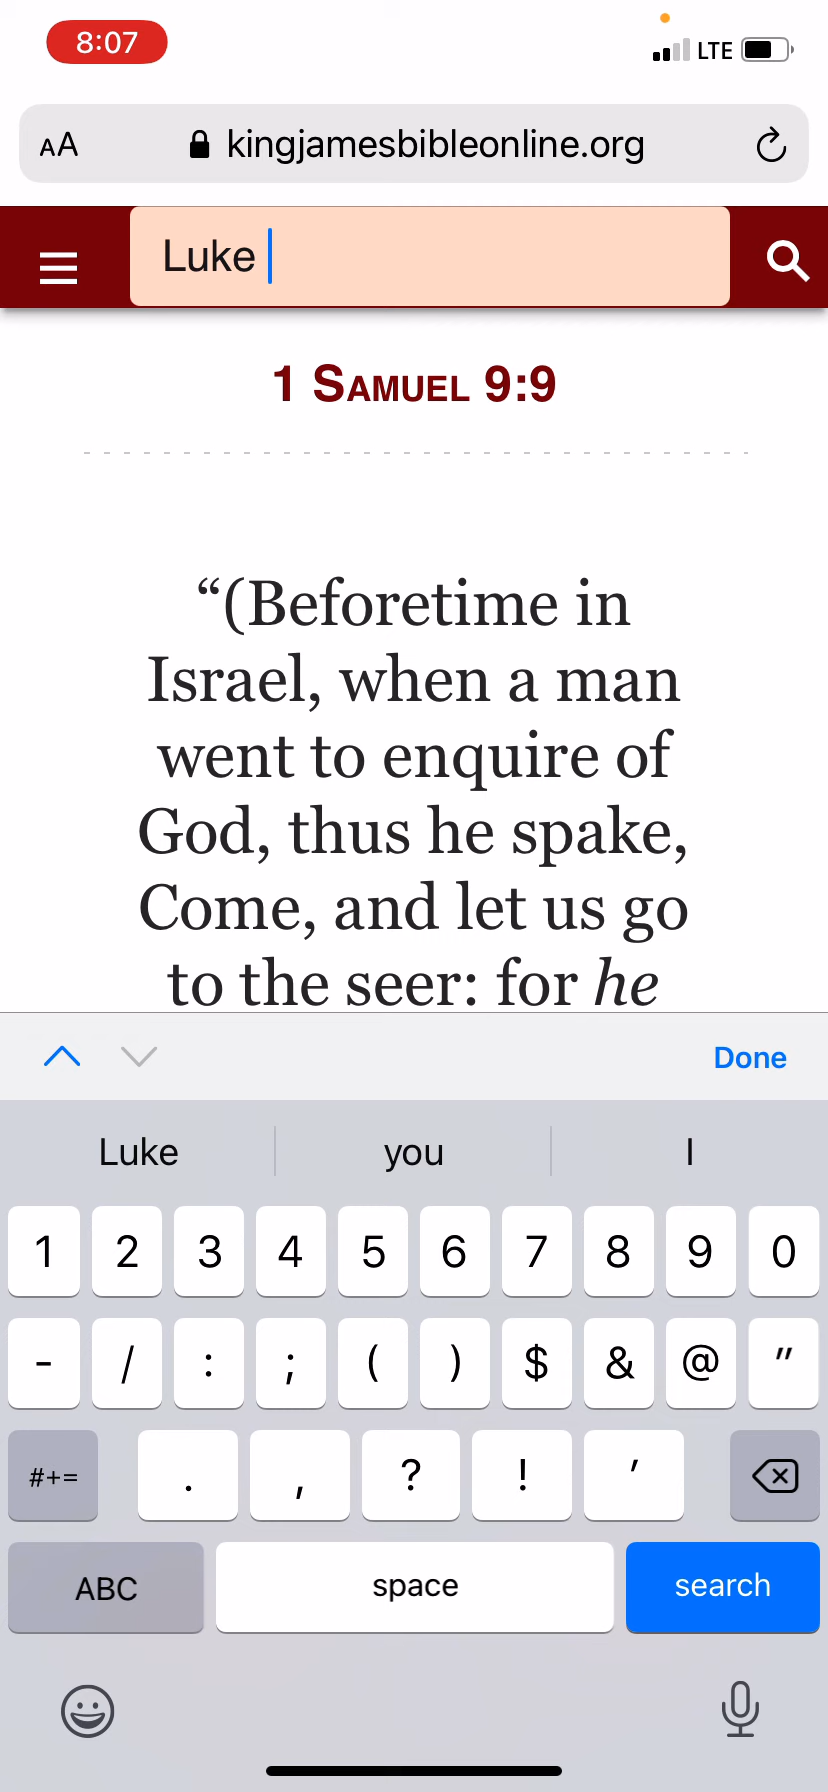 8:07
LTE
AA kingjamesbibleonline.org
Luke
1 SAMUEL 9:9
“(Beforetime in
Israel, when a man
went to enquire of
God, thus he spake,
Come, and let us go
to the seer: for he
Done
Luke you I
1 2 3 4 5 6 7 8 9 0
- / : ; ( ) $ & @ "
#+= . , ? ! '
ABC space search